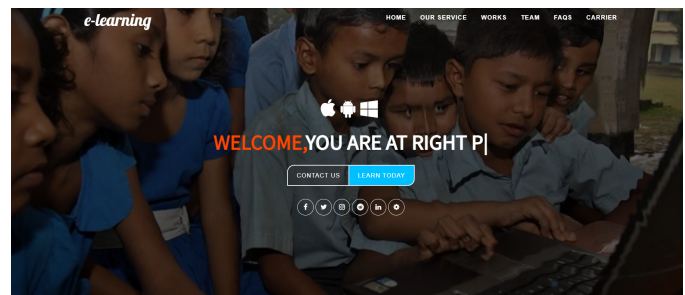 e-learning
HOME OUR SERVICE WORKS TEAM FAQS CARRIER
WELCOME,YOU ARE AT RIGHT P|
CONTACT US LEARN TODAY